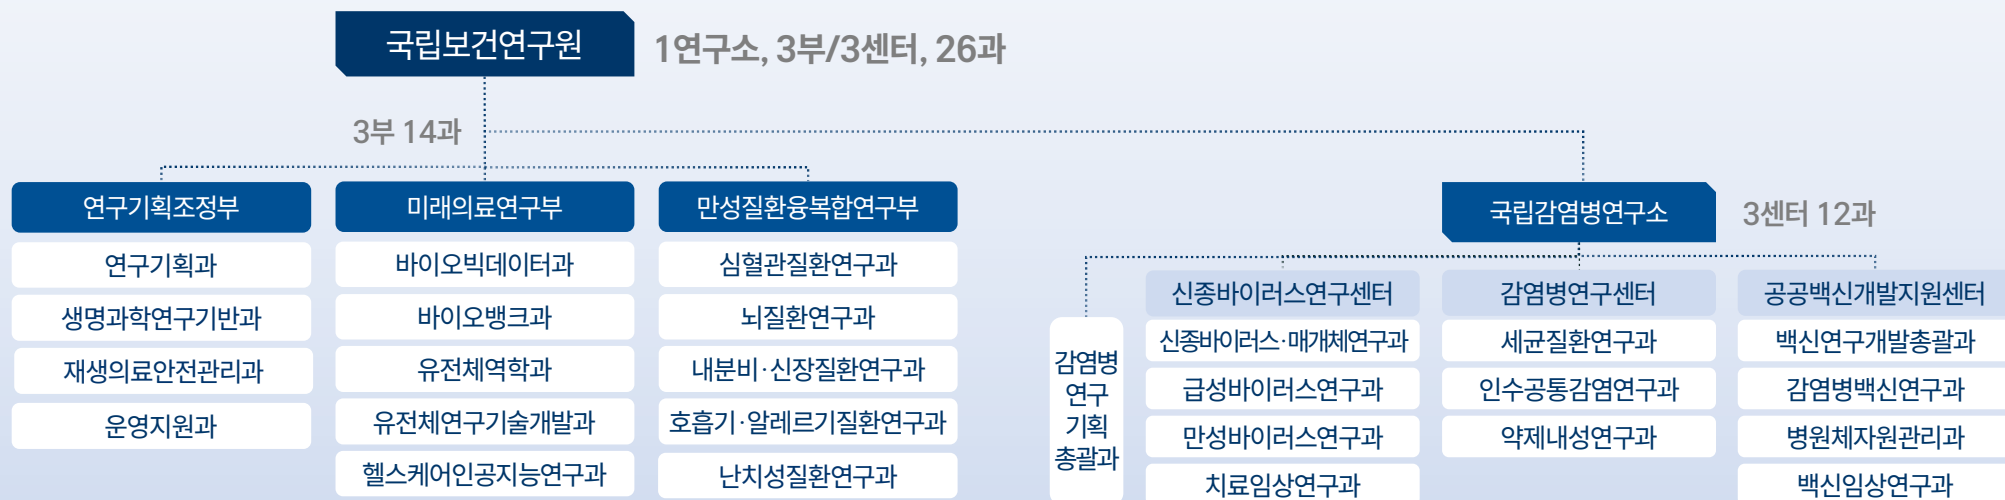 국립보건연구원
1연구소, 3부/3센터, 26과
3부 14과
연구기획조정부
연구기획과
생명과학연구기반과
재생의료안전관리과
운영지원과
미래의료연구부
바이오빅데이터과
바이오뱅크과
유전체역학과
유전체연구기술개발과
헬스케어인공지능연구과
만성질환융복합연구부
심혈관질환연구과
뇌질환연구과
내분비·신장질환연구과
호흡기·알레르기질환연구과
난치성질환연구과
국립감염병연구소
3센터 12과
감염병
연구
기획
총괄과
신종바이러스연구센터
신종바이러스·매개체연구과
급성바이러스연구과
만성바이러스연구과
치료임상연구과
감염병연구센터
세균질환연구과
인수공통감염연구과
약제내성연구과
공공백신개발지원센터
백신연구개발총괄과
감염병백신연구과
병원체자원관리과
백신임상연구과